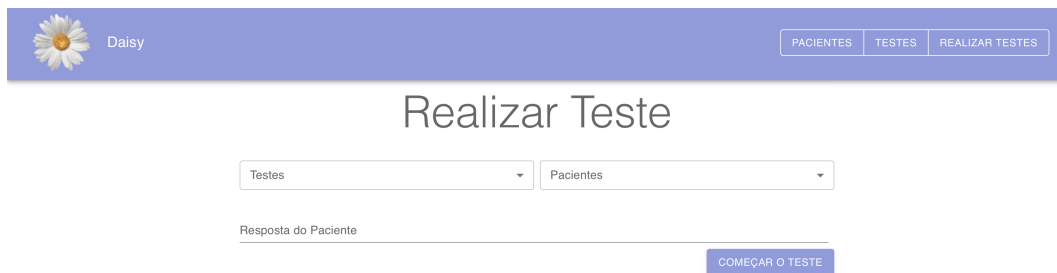 Daisy
PACIENTES TESTES REALIZAR TESTES
Realizar Teste
Testes Pacientes
Resposta do Paciente
COMEÇAR O TESTE